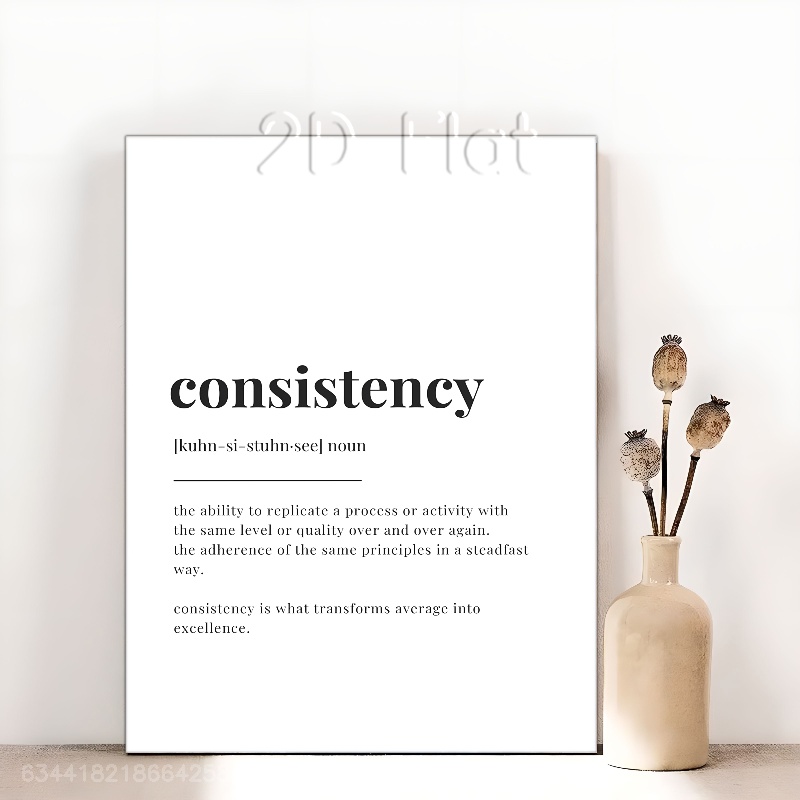 2D Flat
consistency
[kuhn-si-stuhn·see] noun
the ability to replicate a process or activity with
the same level or quality over and over again.
the adherence of the same principles in a steadfast
way.
consistency is what transforms average into
excellence.